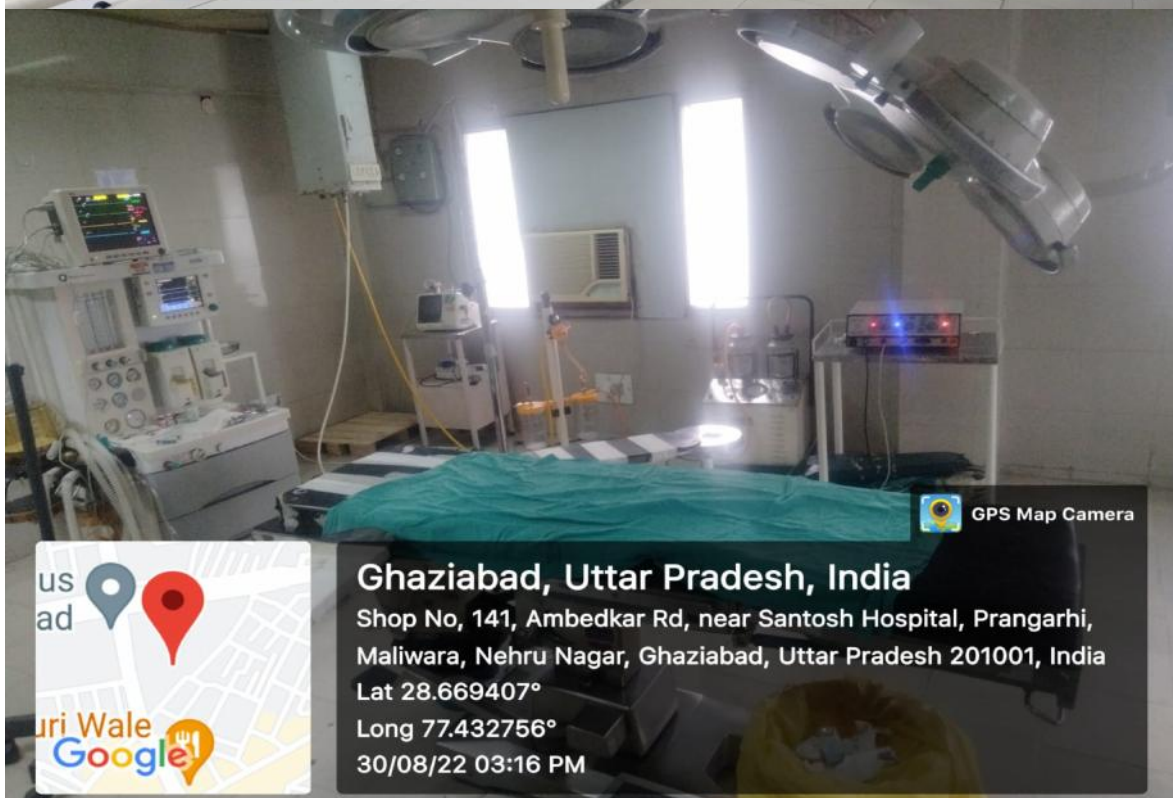 GPS Map Camera
Ghaziabad, Uttar Pradesh, India
Shop No, 141, Ambedkar Rd, near Santosh Hospital, Prangarhi,
Maliwara, Nehru Nagar, Ghaziabad, Uttar Pradesh 201001, India
Lat 28.669407°
Long 77.432756°
30/08/22 03:16 PM
us
ad
uri Wale
Google